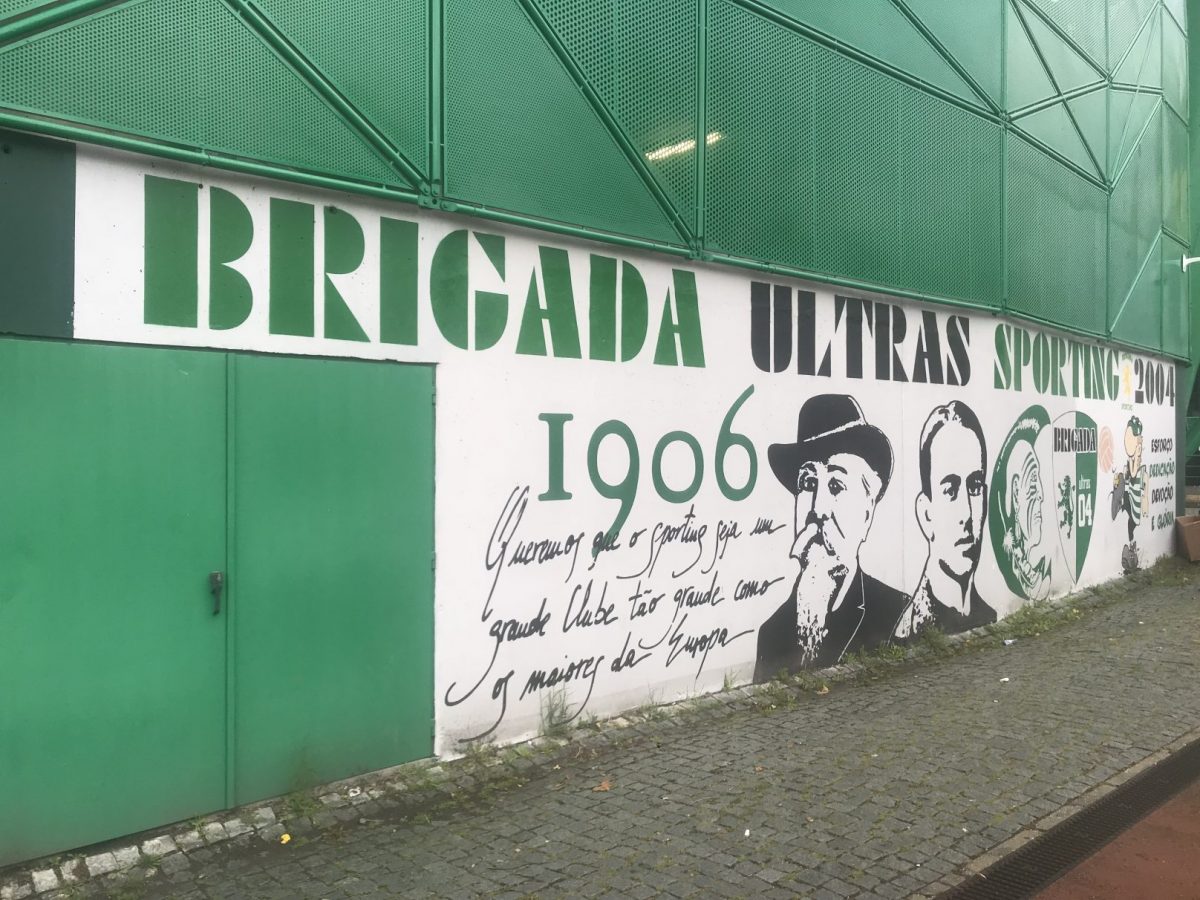 BRIGADA ULTRAS SPORTING 2004
1906
Queremos que o sporting seja um
grande Clube tão grande como
os maiores da Europa
BRIGADA
ultras
04
ESFORÇO
DEDICAÇÃO
DEVOÇÃO
E GLÓRIA